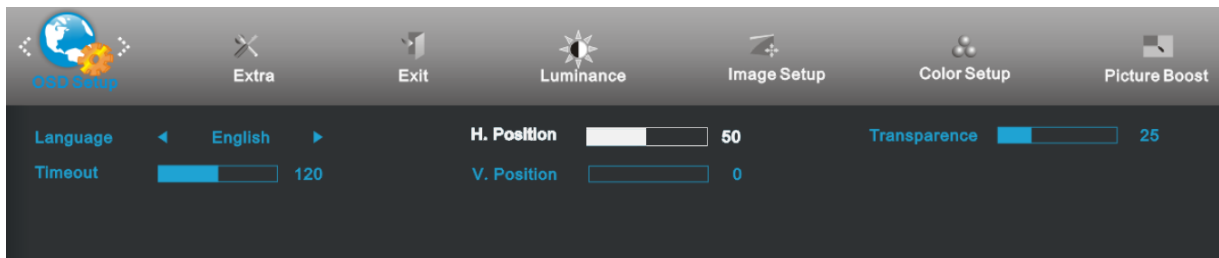 OSD Setup Extra Exit Luminance Image Setup Color Setup Picture Boost
Language English H. Position 50 Transparence 25
Timeout 120 V. Position 0